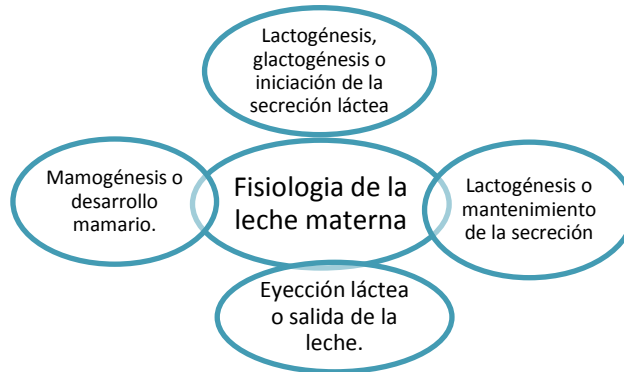 Lactogénesis,
glactogénesis o
iniciación de la
secreción láctea
Mamogénesis o
desarrollo
mamario.
Fisiologia de la
leche materna
Lactogénesis o
mantenimiento
de la secreción
Eyección láctea
o salida de la
leche.